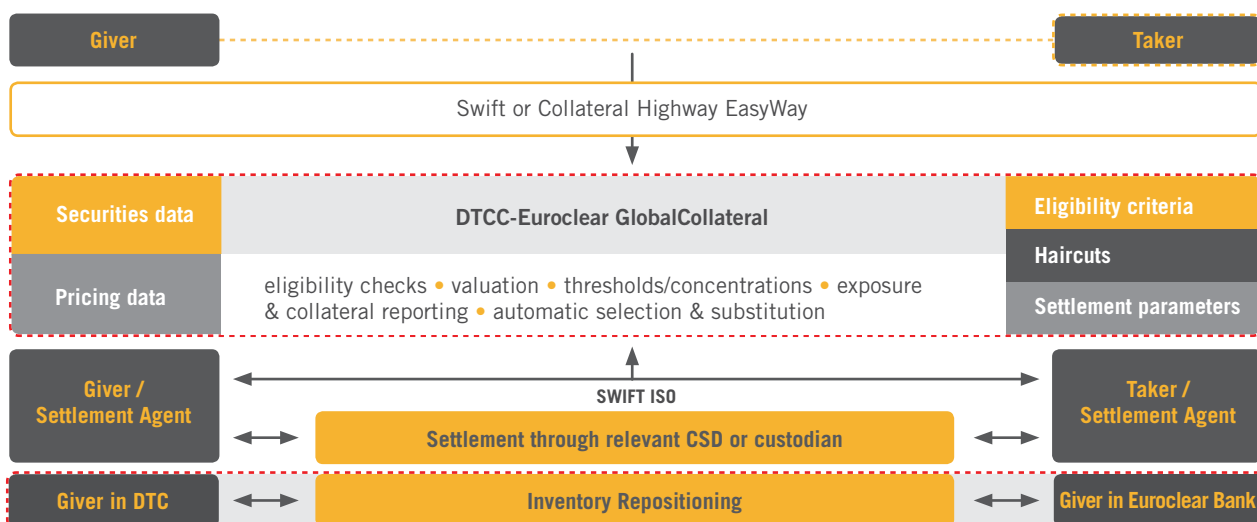 Giver
Taker
Swift or Collateral Highway EasyWay
Securities data
DTCC-Euroclear GlobalCollateral
Eligibility criteria
Haircuts
Pricing data
eligibility checks • valuation • thresholds/concentrations • exposure
& collateral reporting • automatic selection & substitution
Settlement parameters
Giver /
Settlement Agent
SWIFT ISO
Taker /
Settlement Agent
Settlement through relevant CSD or custodian
Giver in DTC
Inventory Repositioning
Giver in Euroclear Bank